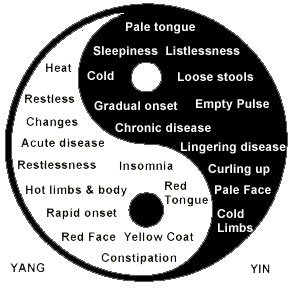 Pale tongue
Sleepiness Listlessness
Heat
Cold
Loose stools
Restless
Gradual onset
Empty Pulse
Changes
Chronic disease
Acute disease
Lingering disease
Restlessness
Insomnia
Curling up
Hot limbs & body
Red
Tongue
Pale Face
Rapid onset
Cold
Limbs
Red Face
Yellow Coat
Constipation
YANG
YIN